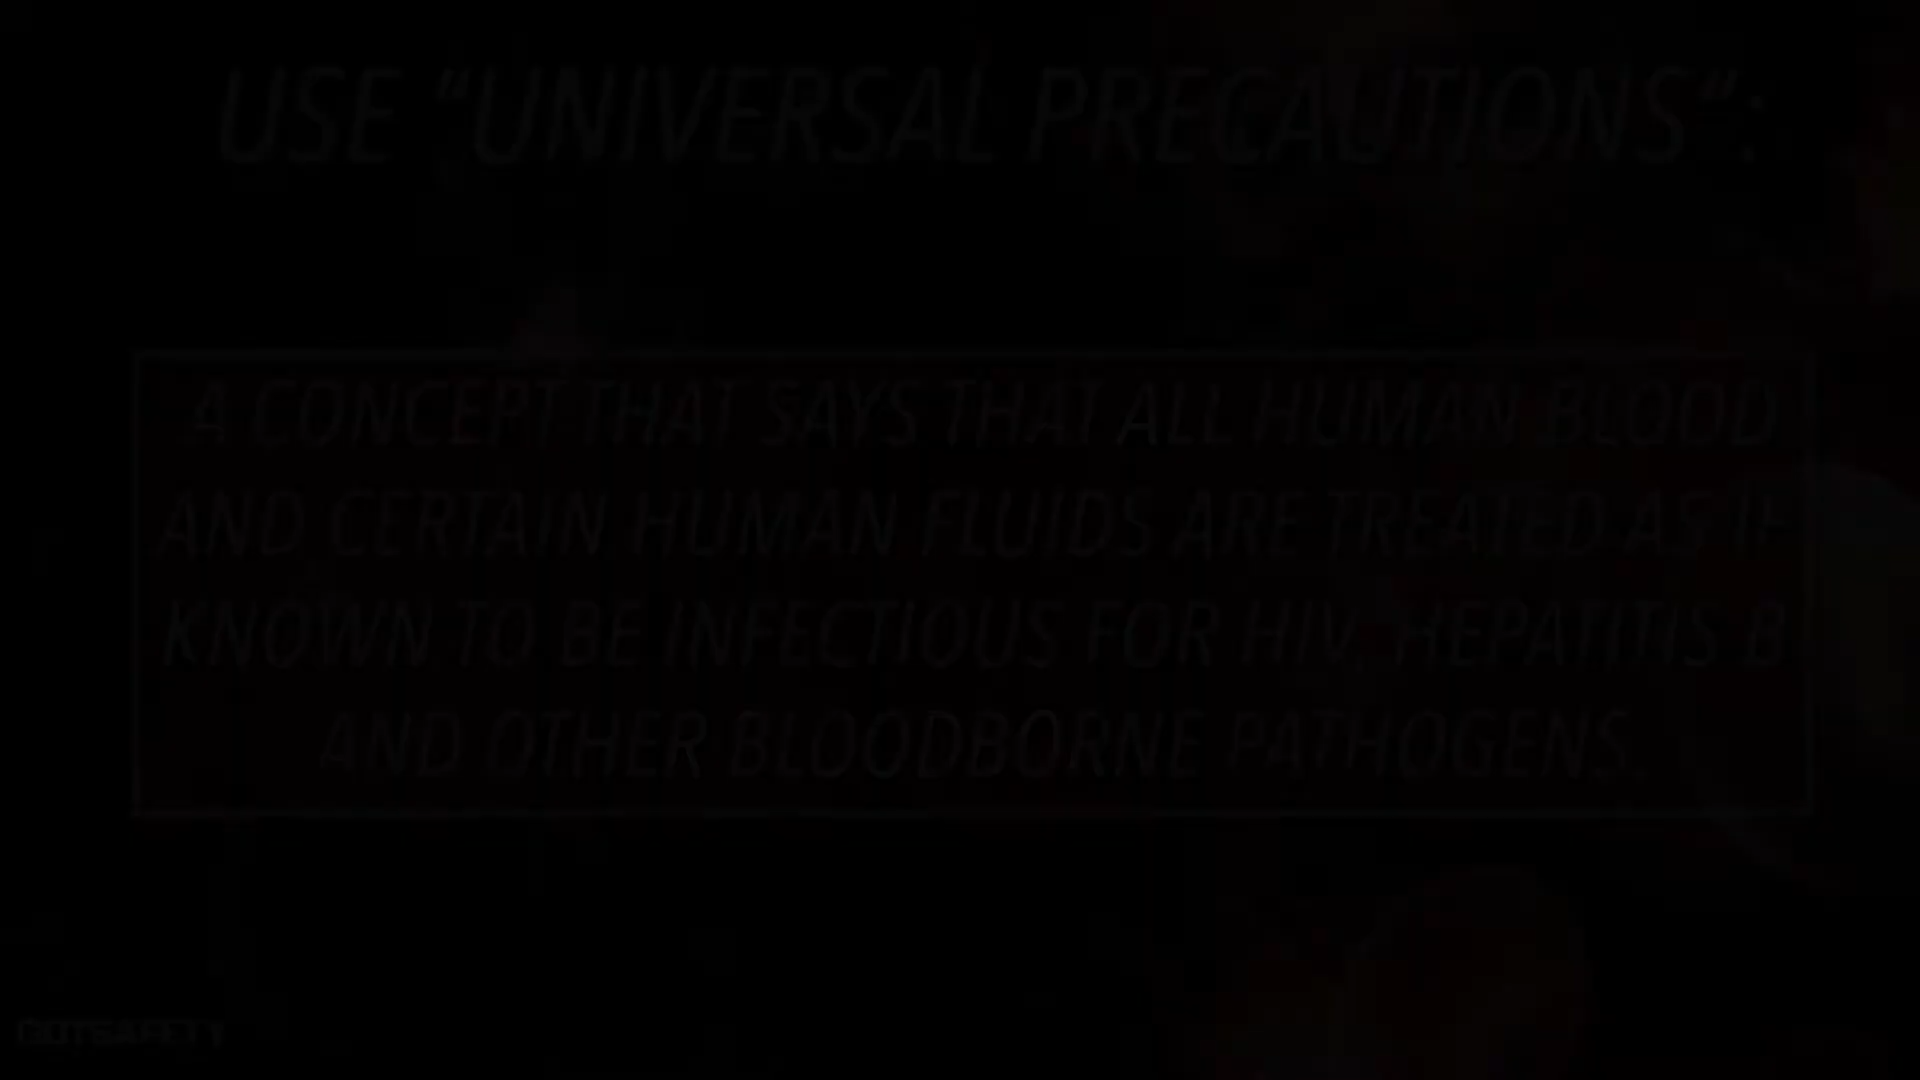 USE "UNIVERSAL PRECAUTIONS":
A CONCEPT THAT SAYS THAT ALL HUMAN BLOOD
AND CERTAIN HUMAN FLUIDS ARE TREATED AS IF
KNOWN TO BE INFECTIOUS FOR HIV, HEPATITIS B
AND OTHER BLOODBORNE PATHOGENS.
GOTSAFETY